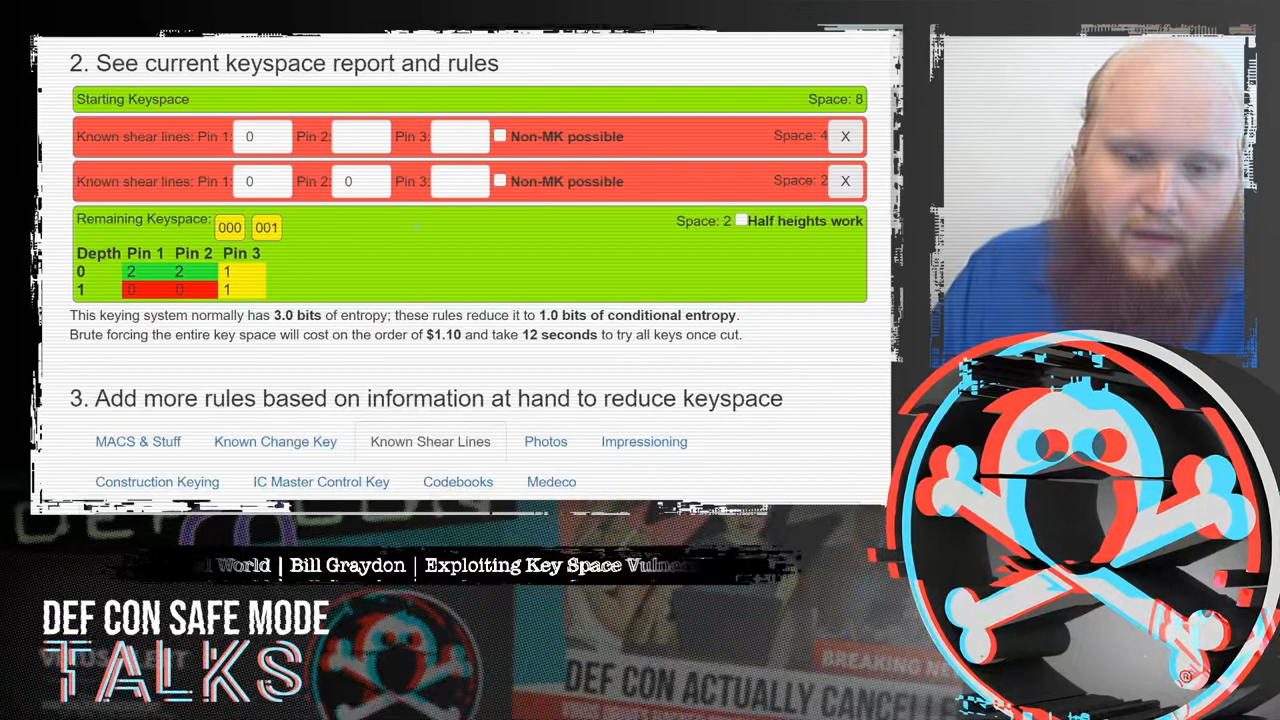 2. See current keyspace report and rules
Starting Keyspace Space: 8
Known shear lines: Pin 1: 0 Pin 2: Pin 3: Non-MK possible Space: 4 X
Known shear lines: Pin 1: 0 Pin 2: 0 Pin 3: Non-MK possible Space: 2 X
Remaining Keyspace: 000 001 Space: 2 Half heights work
Depth Pin 1 Pin 2 Pin 3
0 2 2 1
1 0 0 1
This keying system normally has 3.0 bits of entropy; these rules reduce it to 1.0 bits of conditional entropy.
Brute forcing the entire key space will cost on the order of $1.10 and take 12 seconds to try all keys once cut.
3. Add more rules based on information at hand to reduce keyspace
MACS & Stuff Known Change Key Known Shear Lines Photos Impressioning
Construction Keying IC Master Control Key Codebooks Medeco
World | Bill Graydon | Exploiting Key Space Vulner
DEF CON SAFE MODE
TALKS
BREAKING NE
DEF CON ACTUALLY CANCELLE
®